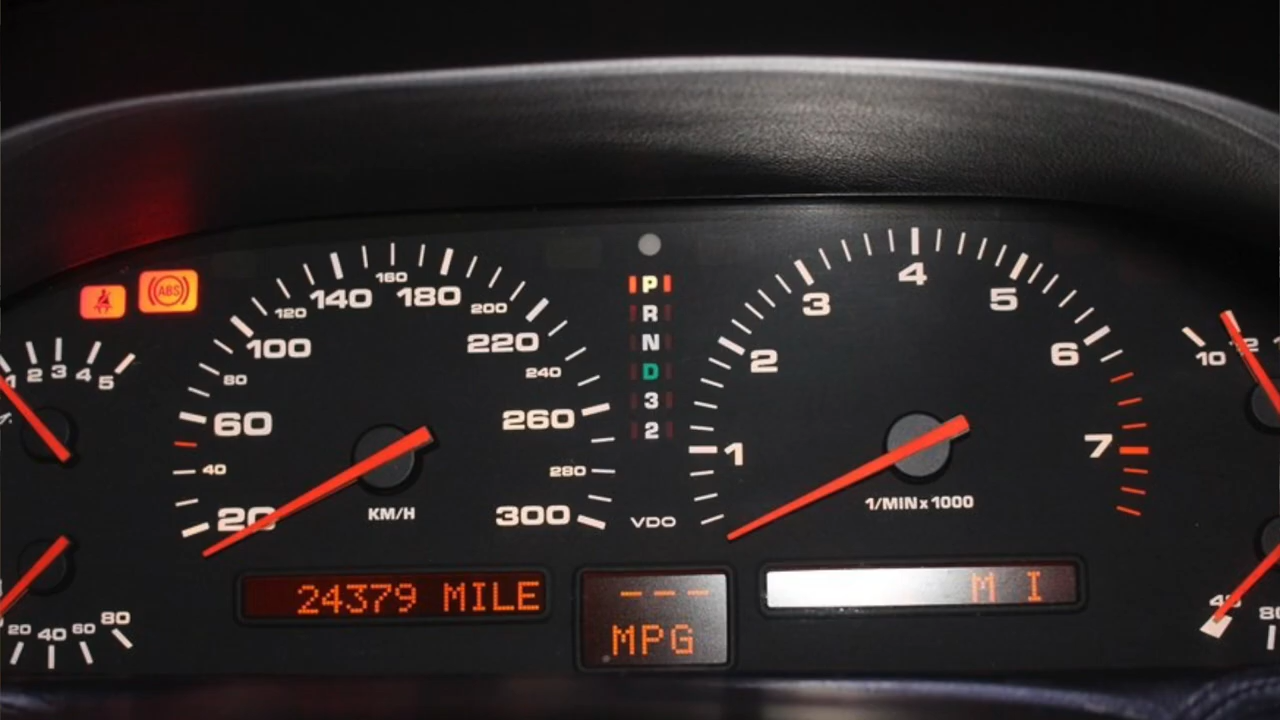 ABS
1 2 3 4 5
20 40 60 80 100 120 140 160 180 200 220 240 260 280 300
KM/H
P
R
N
D
3
2
VDO
1 2 3 4 5 6 7
1/MIN x 1000
10 12
20 40 60 80
24379 MILE
- - -
MPG
M I